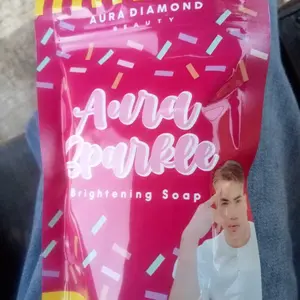 AURA DIAMOND
BEAUTY
Aura
Sparkle
Brightening Soap